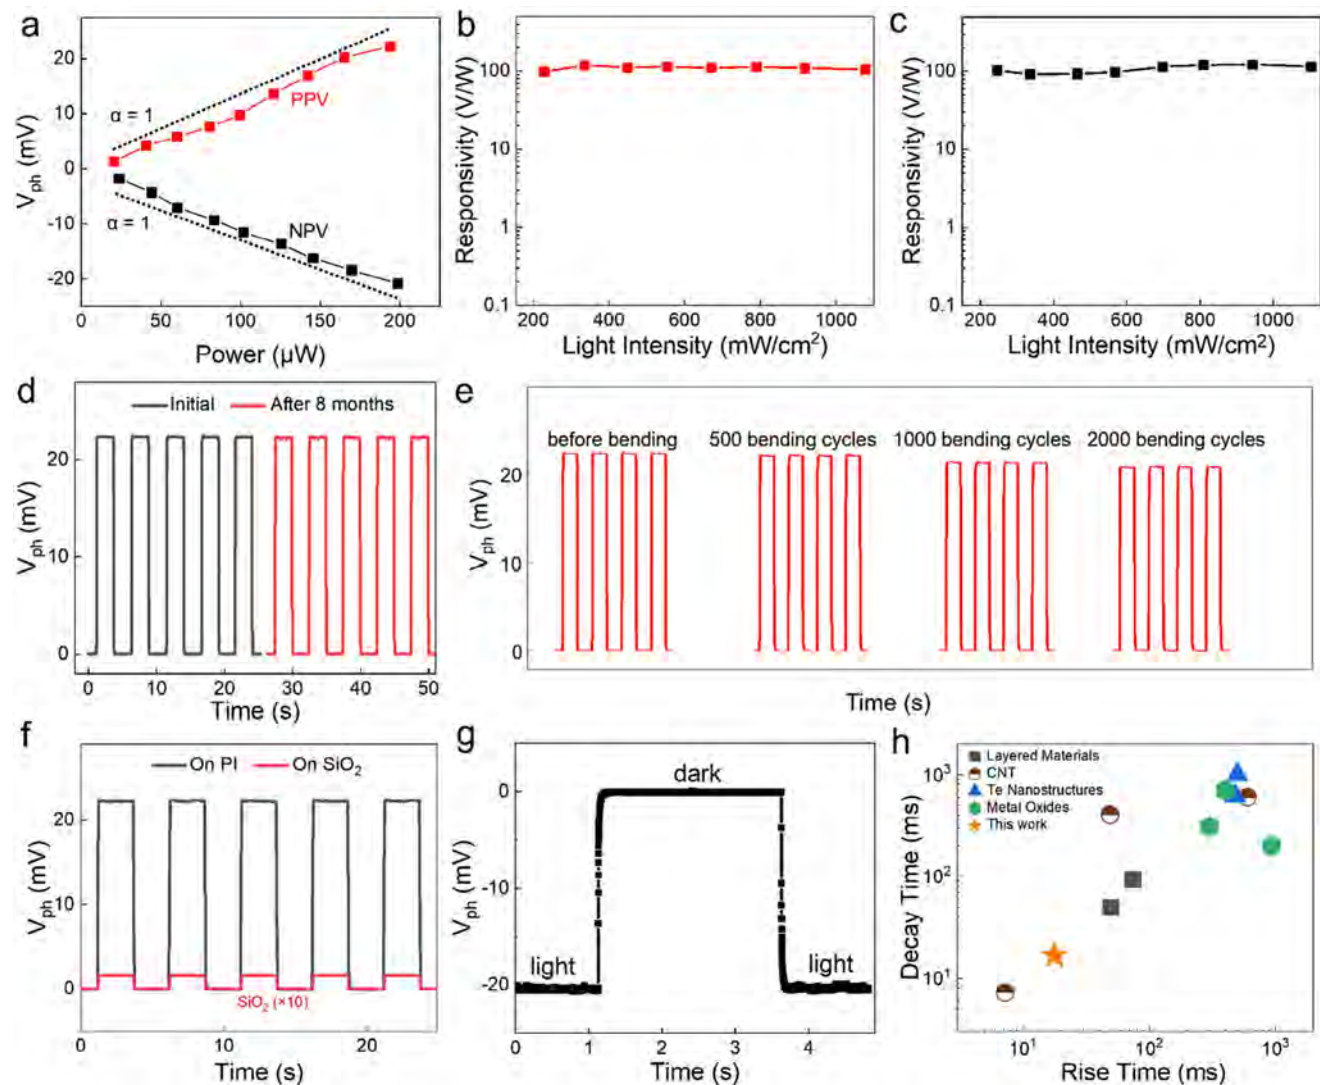 a
20
10
0
-10
-20
V_ph (mV)
α = 1
PPV
α = 1
NPV
0
50
100
150
200
Power (μW)
b
100
10
1
0.1
Responsivity (V/W)
200
400
600
800
1000
Light Intensity (mW/cm²)
c
100
10
1
0.1
Responsivity (V/W)
200
400
600
800
1000
Light Intensity (mW/cm²)
d
Initial
After 8 months
20
10
0
V_ph (mV)
0
10
20
30
40
50
Time (s)
e
before bending
500 bending cycles
1000 bending cycles
2000 bending cycles
20
10
0
V_ph (mV)
Time (s)
f
On PI
On SiO₂
20
10
0
V_ph (mV)
SiO₂ (×10)
0
10
20
Time (s)
g
0
-10
-20
V_ph (mV)
dark
light
light
0
1
2
3
4
Time (s)
h
Layered Materials
CNT
Te Nanostructures
Metal Oxides
This work
10³
10²
10¹
Decay Time (ms)
10¹
10²
10³
Rise Time (ms)